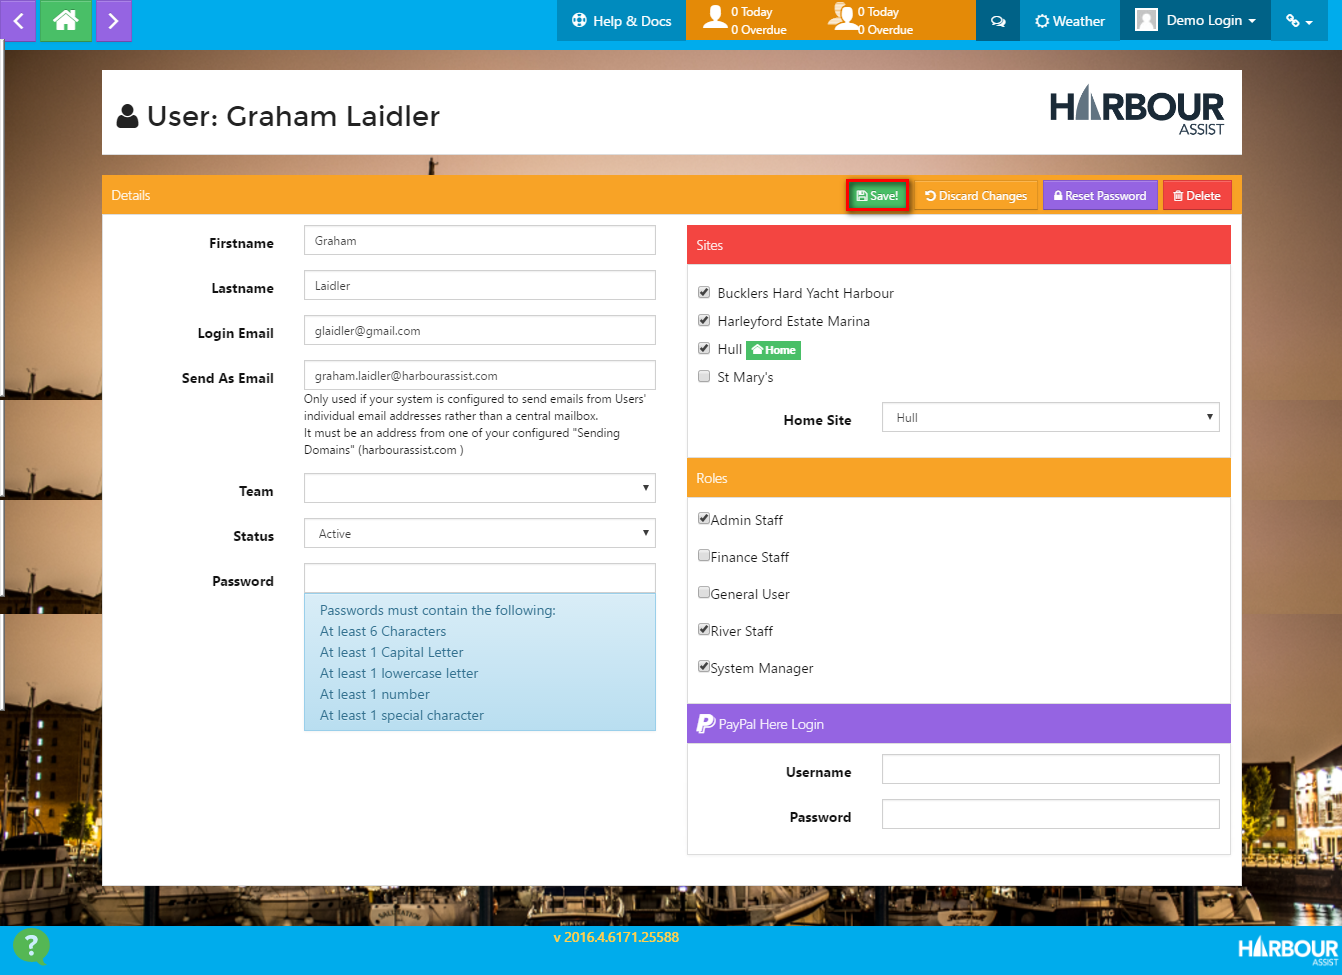 Help & Docs
0 Today
0 Overdue
0 Today
0 Overdue
Weather
Demo Login
User: Graham Laidler
HARBOUR
ASSIST
Details
Save!
Discard Changes
Reset Password
Delete
Firstname
Graham
Lastname
Laidler
Login Email
glaidler@gmail.com
Send As Email
graham.laidler@harbourassist.com
Only used if your system is configured to send emails from Users'
individual email addresses rather than a central mailbox.
It must be an address from one of your configured "Sending
Domains" (harbourassist.com )
Team
Status
Active
Password
Passwords must contain the following:
At least 6 Characters
At least 1 Capital Letter
At least 1 lowercase letter
At least 1 number
At least 1 special character
Sites
Bucklers Hard Yacht Harbour
Harleyford Estate Marina
Hull Home
St Mary's
Home Site
Hull
Roles
Admin Staff
Finance Staff
General User
River Staff
System Manager
PayPal Here Login
Username
Password
?
v 2016.4.6171.25588
HARBOUR
ASSIST